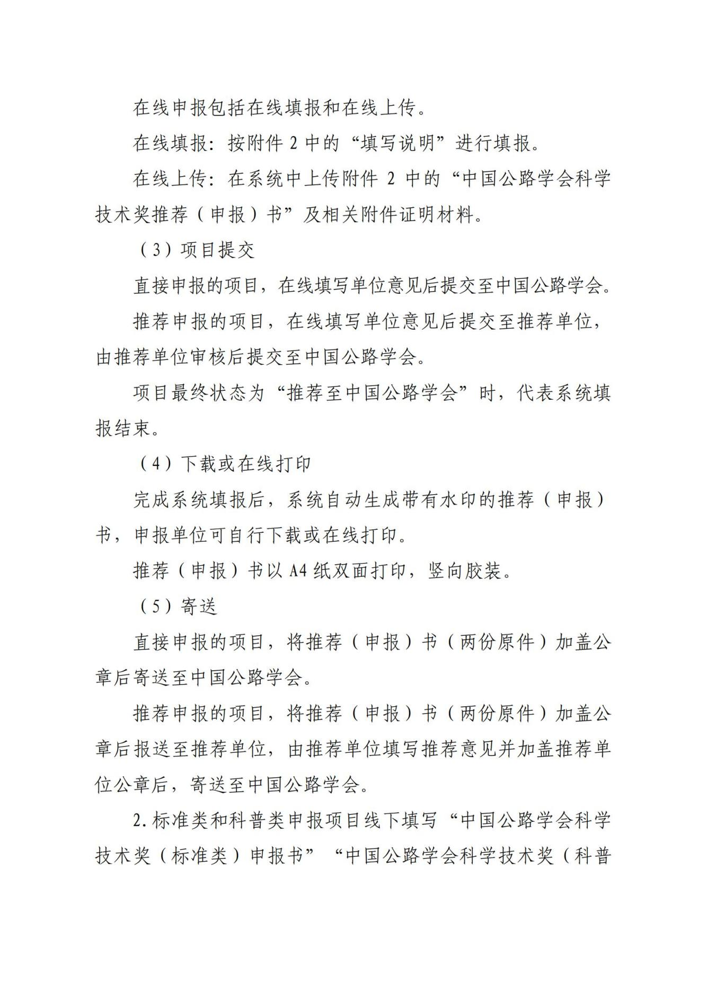 在线申报包括在线填报和在线上传。
在线填报：按附件 2 中的“填写说明”进行填报。
在线上传：在系统中上传附件 2 中的“中国公路学会科学
技术奖推荐（申报）书”及相关附件证明材料。
（3）项目提交
直接申报的项目，在线填写单位意见后提交至中国公路学会。
推荐申报的项目，在线填写单位意见后提交至推荐单位，
由推荐单位审核后提交至中国公路学会。
项目最终状态为“推荐至中国公路学会”时，代表系统填
报结束。
（4）下载或在线打印
完成系统填报后，系统自动生成带有水印的推荐（申报）
书，申报单位可自行下载或在线打印。
推荐（申报）书以 A4 纸双面打印，竖向胶装。
（5）寄送
直接申报的项目，将推荐（申报）书（两份原件）加盖公
章后寄送至中国公路学会。
推荐申报的项目，将推荐（申报）书（两份原件）加盖公
章后报送至推荐单位，由推荐单位填写推荐意见并加盖推荐单
位公章后，寄送至中国公路学会。
2.标准类和科普类申报项目线下填写“中国公路学会科学
技术奖（标准类）申报书”“中国公路学会科学技术奖（科普